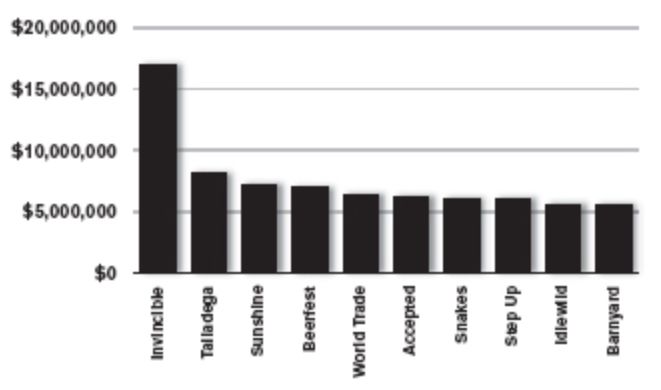 $20,000,000
$15,000,000
$10,000,000
$5,000,000
$0
Invincible
Talladega
Sunshine
Beerfest
World Trade
Accepted
Snakes
Step Up
Idlewild
Barnyard